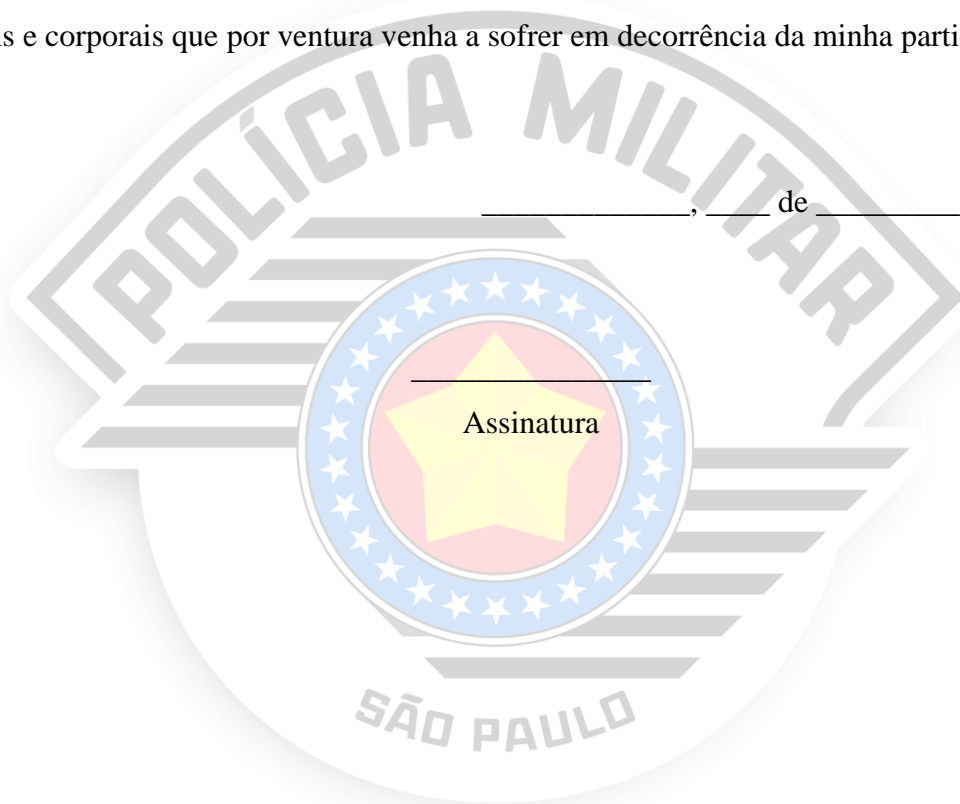 s e corporais que por ventura venha a sofrer em decorrência da minha parti
POLÍCIA MILITAR
_____________, ____ de _________
_______________
Assinatura
SÃO PAULO